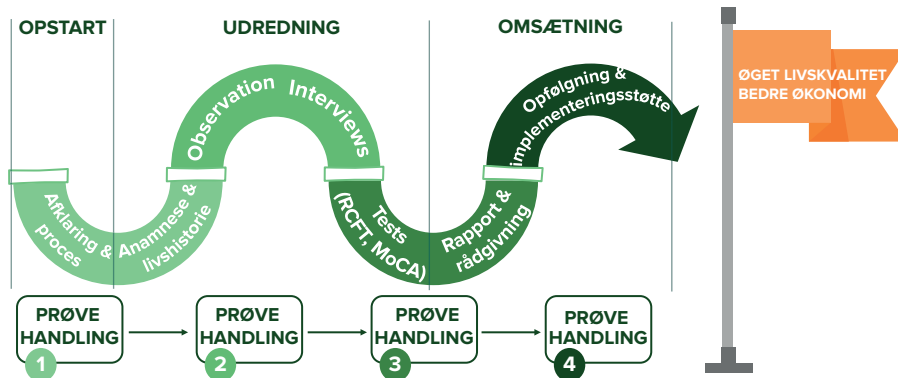 OPSTART
UDREDNING
OMSÆTNING
Afklaring &
proces
Anamnese &
livshistorie
Observation
Interviews
Tests
(RCFT, MoCA)
Rapport &
rådgivning
Opfølgning &
implementeringsstøtte
ØGET LIVSKVALITET
BEDRE ØKONOMI
PRØVE
HANDLING
1
PRØVE
HANDLING
2
PRØVE
HANDLING
3
PRØVE
HANDLING
4